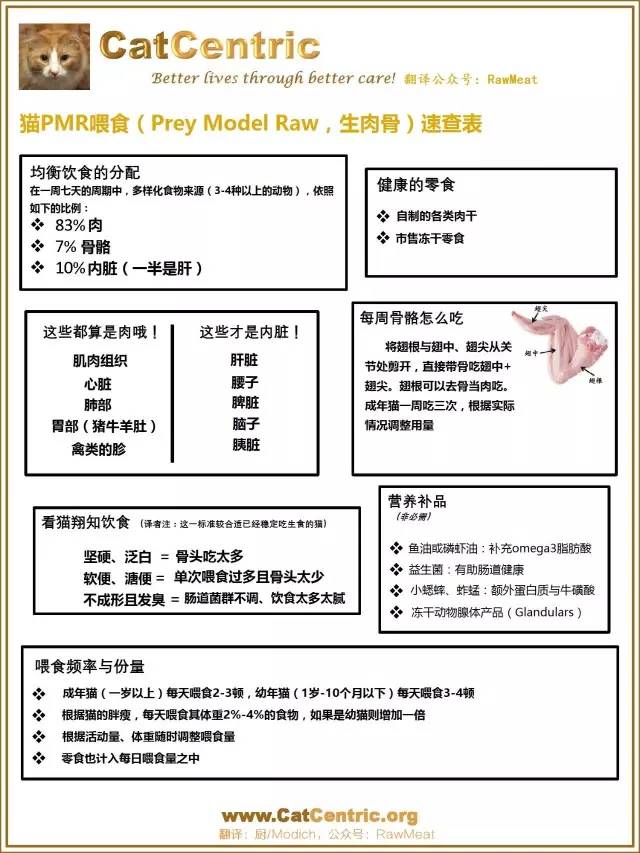 CatCentric
Better lives through better care! 翻译公众号：RawMeat
猫PMR喂食（Prey Model Raw，生肉骨）速查表
均衡饮食的分配
在一周七天的周期中，多样化食物来源（3-4种以上的动物），依照
如下的比例：
❖ 83% 肉
❖ 7% 骨骼
❖ 10% 内脏（一半是肝）
健康的零食
❖ 自制的各类肉干
❖ 市售冻干零食
这些都算是肉哦！
肌肉组织
心脏
肺部
胃部（猪牛羊肚）
禽类的胗
这些才是内脏！
肝脏
腰子
脾脏
脑子
胰脏
每周骨骼怎么吃
将翅根与翅中、翅尖从关
节处剪开，直接带骨吃翅中+
翅尖。翅根可以去骨当肉吃。
成年猫一周吃三次，根据实际
情况调整用量
翅尖
翅中
翅根
看猫翔知饮食 （译者注：这一标准较合适已经稳定吃生食的猫）
坚硬、泛白 = 骨头吃太多
软便、溏便 = 单次喂食过多且骨头太少
不成形且发臭 = 肠道菌群不调、饮食太多太腻
营养补品
（非必需）
❖ 鱼油或磷虾油：补充omega3脂肪酸
❖ 益生菌：有助肠道健康
❖ 小蟋蟀、蚱蜢：额外蛋白质与牛磺酸
❖ 冻干动物腺体产品（Glandulars）
喂食频率与份量
❖ 成年猫（一岁以上）每天喂食2-3顿，幼年猫（1岁-10个月以下）每天喂食3-4顿
❖ 根据猫的胖瘦，每天喂食其体重2%-4%的食物，如果是幼猫则增加一倍
❖ 根据活动量、体重随时调整喂食量
❖ 零食也计入每日喂食量之中
www.CatCentric.org
翻译：厨/Modich，公众号：RawMeat